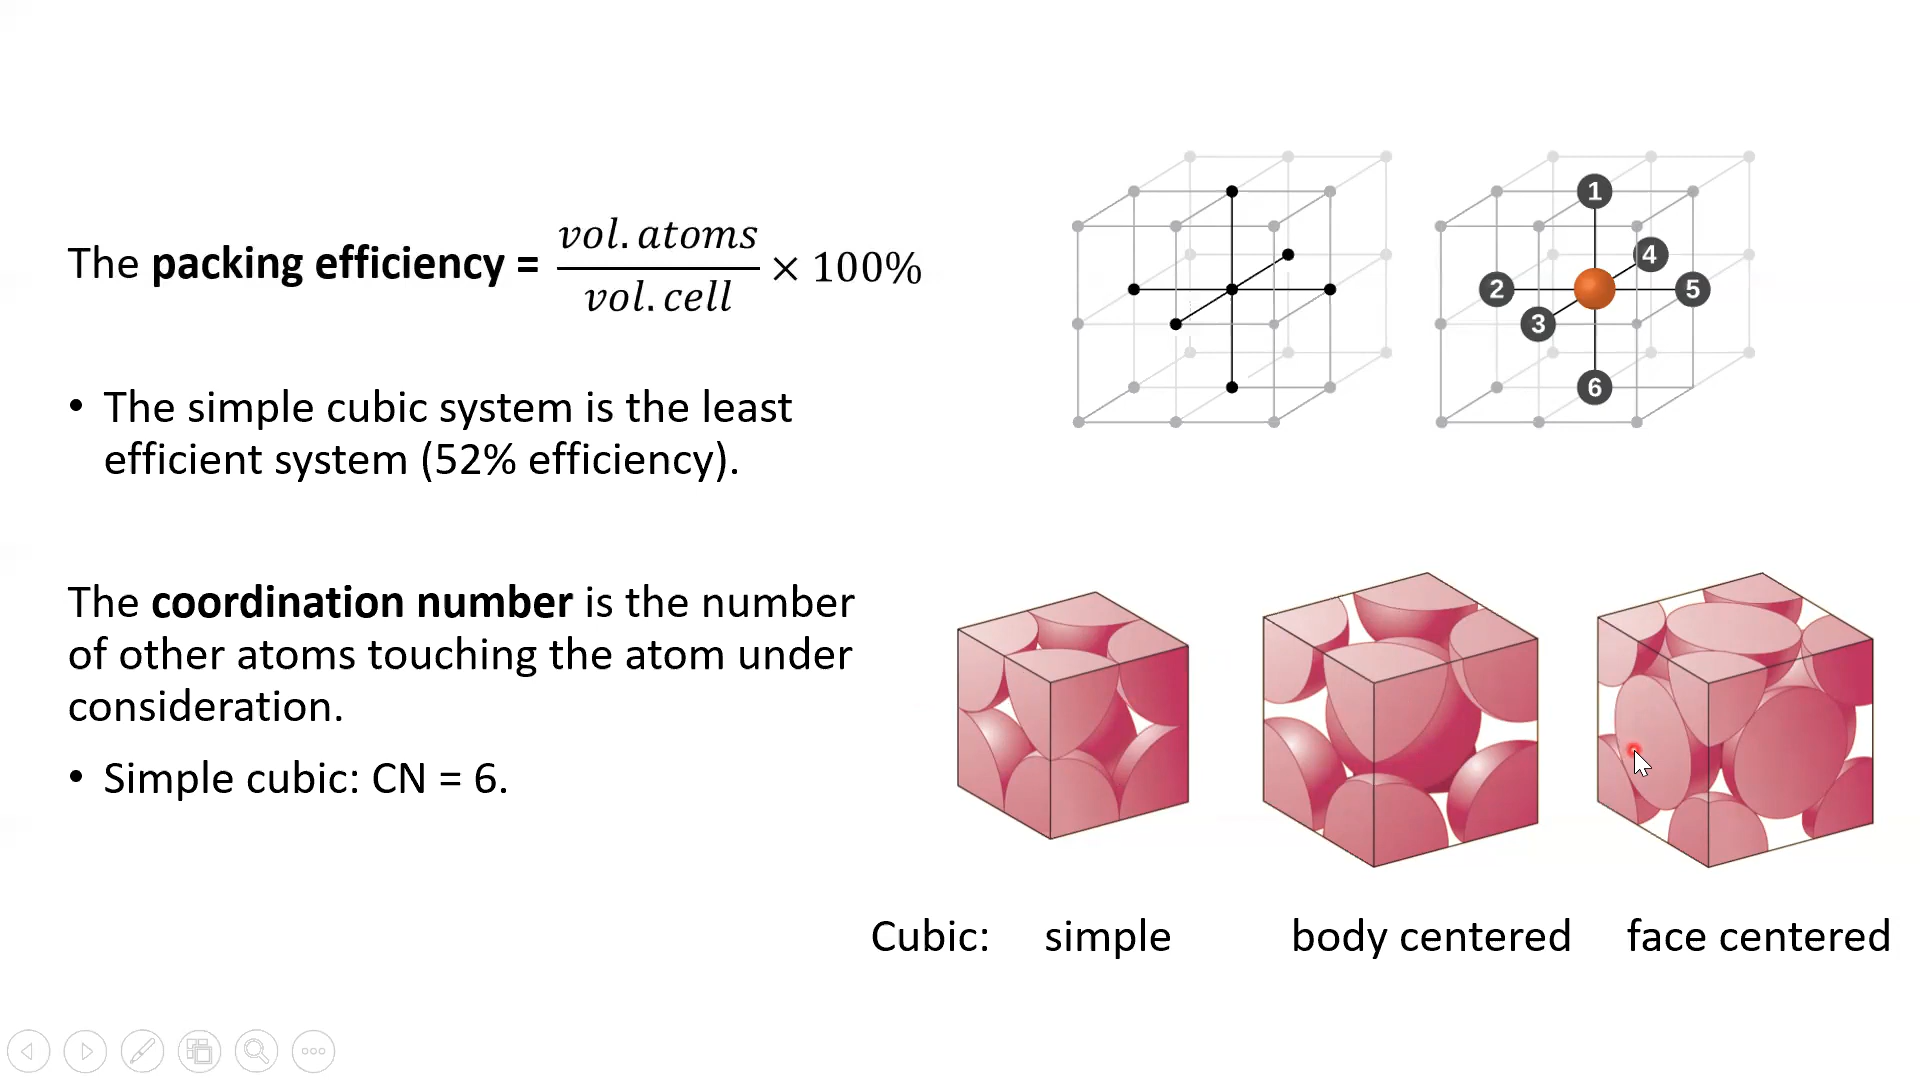 The packing efficiency = vol. atoms / vol. cell × 100%
• The simple cubic system is the least
efficient system (52% efficiency).
The coordination number is the number
of other atoms touching the atom under
consideration.
• Simple cubic: CN = 6.
1
4
2
5
3
6
Cubic: simple body centered face centered